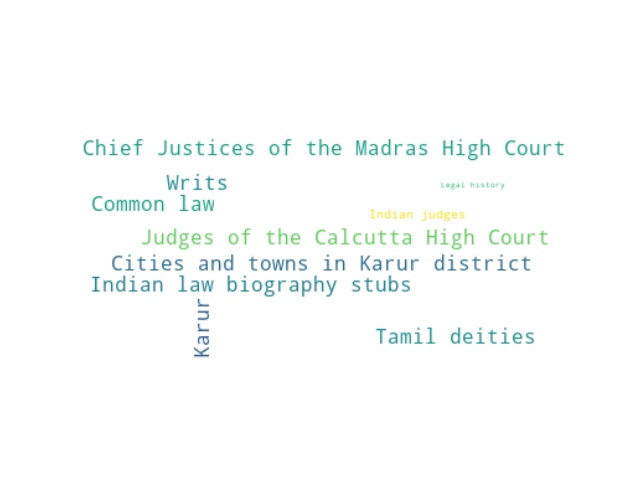 Chief Justices of the Madras High Court
Writs
Legal history
Common law
Indian judges
Judges of the Calcutta High Court
Cities and towns in Karur district
Indian law biography stubs
Karur
Tamil deities